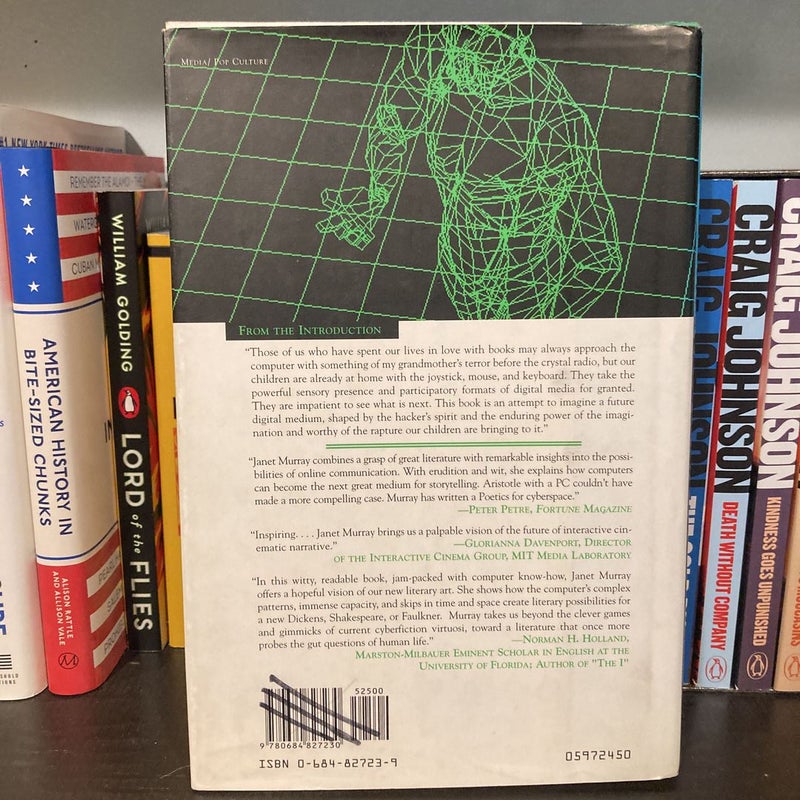 #1 NEW YORK TIMES
REMEMBER THE ALAMO!
AMERICAN HISTORY IN
BITE-SIZED CHUNKS
ALISON RATTLE
AND ALLISON VALE
WILLIAM GOLDING
LORD of the FLIES
MEDIA/ POP CULTURE
FROM THE INTRODUCTION
“Those of us who have spent our lives in love with books may always approach the
computer with something of my grandmother’s terror before the crystal radio, but our
children are already at home with the joystick, mouse, and keyboard. They take the
powerful sensory presence and participatory formats of digital media for granted.
They are impatient to see what is next. This book is an attempt to imagine a future
digital medium, shaped by the hacker’s spirit and the enduring power of the imagi-
nation and worthy of the rapture our children are bringing to it.”
“Janet Murray combines a grasp of great literature with remarkable insights into the possi-
bilities of online communication. With erudition and wit, she explains how computers
can become the next great medium for storytelling. Aristotle with a PC couldn’t have
made a more compelling case. Murray has written a Poetics for cyberspace.”
—PETER PETRE, FORTUNE MAGAZINE
“Inspiring. . . . Janet Murray brings us a palpable vision of the future of interactive cin-
ematic narrative.” —GLORIANNA DAVENPORT, DIRECTOR
OF THE INTERACTIVE CINEMA GROUP, MIT MEDIA LABORATORY
“In this witty, readable book, jam-packed with computer know-how, Janet Murray
offers a hopeful vision of our new literary art. She shows how the computer’s complex
patterns, immense capacity, and skips in time and space create literary possibilities for
a new Dickens, Shakespeare, or Faulkner. Murray takes us beyond the clever games
and gimmicks of current cyberfiction virtuosi, toward a literature that once more
probes the gut questions of human life.” —NORMAN H. HOLLAND,
MARSTON-MILBAUER EMINENT SCHOLAR IN ENGLISH AT THE
UNIVERSITY OF FLORIDA; AUTHOR OF "THE I"
52500
9 780684 827230
ISBN 0-684-82723-9
05972450
CRAIG JOHNSON
CRAIG JOHNSON
DEATH WITHOUT COMPANY
CRAIG JOHNSON
KINDNESS GOES UNPUNISHED